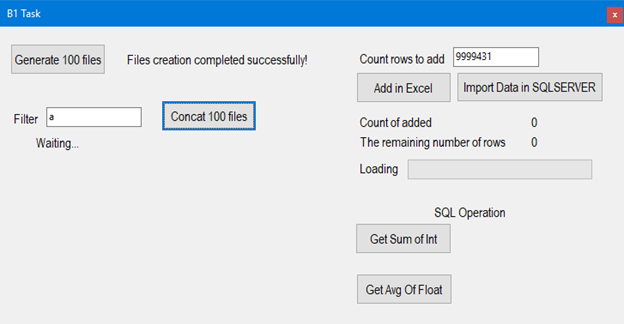 B1 Task
x
Generate 100 files
Files creation completed successfully!
Filter
a
Concat 100 files
Waiting...
Count rows to add
9999431
Add in Excel
Import Data in SQLSERVER
Count of added
0
The remaining number of rows
0
Loading
SQL Operation
Get Sum of Int
Get Avg Of Float